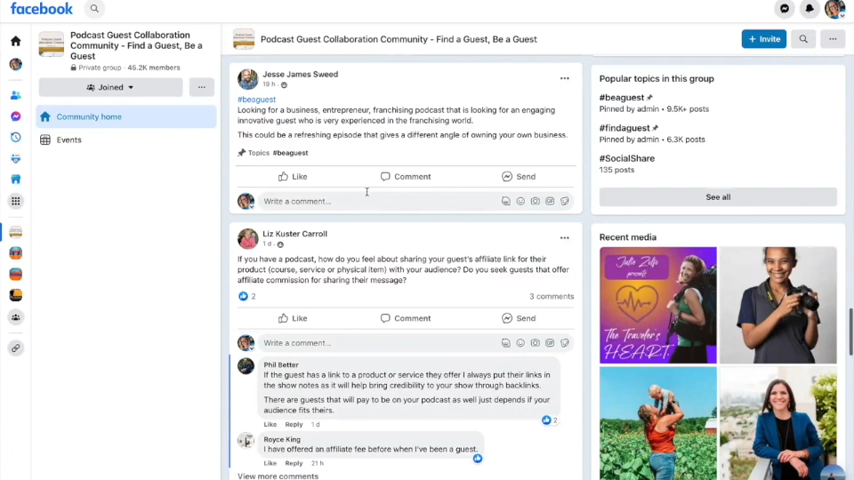 facebook
Podcast Guest Collaboration
Community - Find a Guest, Be a
Guest
Private group · 45.2K members
Joined
...
Community home
Events
Podcast Guest Collaboration Community - Find a Guest, Be a Guest
+ Invite
...
Jesse James Sweed
18 h ·
...
#beaguest
Looking for a business, entrepreneur, franchising podcast that is looking for an engaging
innovative guest who is very experienced in the franchising world.
This could be a refreshing episode that gives a different angle of owning your own business.
Topics #beaguest
Like Comment Send
Write a comment...
Liz Kuster Carroll
1 d ·
...
If you have a podcast, how do you feel about sharing your guest's affiliate link for their
product (course, service or physical item) with your audience? Do you seek guests that offer
affiliate commission for sharing their message?
2
3 comments
Like Comment Send
Write a comment...
Phil Better
If the guest has a link to a product or service they offer I always put their links in
the show notes as it will help bring credibility to your show through backlinks.
There are guests that will pay to be on your podcast as well just depends if your
audience fits theirs.
2
Like Reply 1 d
Royce King
I have offered an affiliate fee before when I've been a guest.
Like Reply 21 h
View more comments
Popular topics in this group
#beaguest
Pinned by admin · 9.5K+ posts
#findaguest
Pinned by admin · 6.3K posts
#SocialShare
135 posts
See all
Recent media
Julie Zolfo
presents
The Traveler's
H.E.A.R.T.